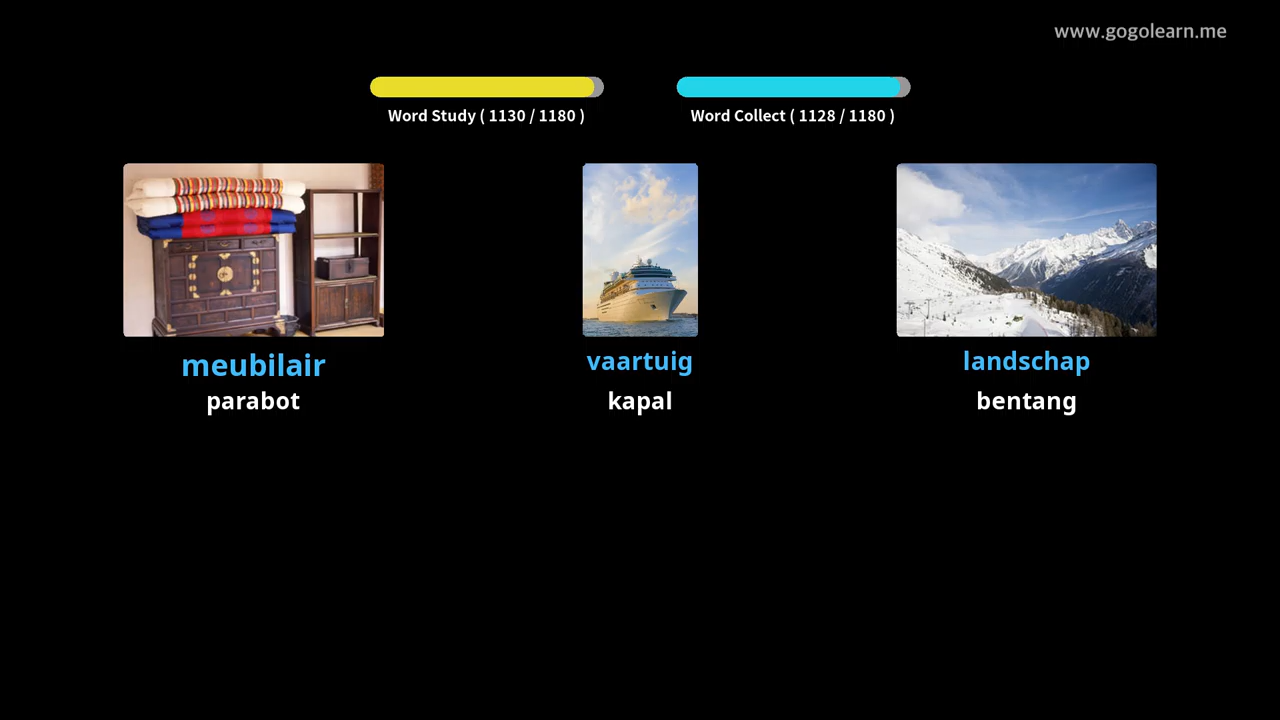 www.gogolearn.me
Word Study ( 1130 / 1180 )
Word Collect ( 1128 / 1180 )
meubilair
parabot
vaartuig
kapal
landschap
bentang